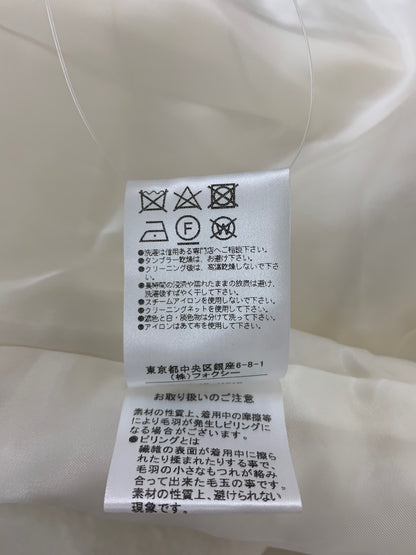 F W
●洗濯は信用ある専門店へご相談下さい。
●タンブラー乾燥は、お避け下さい。
●クリーニング後は、高温乾燥しないで下
さい。
●長時間の浸漬や濡れたままの放置は避け、
洗濯後すばやく干して下さい。
●スチームアイロンを使用しないで下さい。
●クリーニングネットを使用して下さい。
●濃色と白・淡色物は分けて洗って下さい。
●アイロンはあて布を使用して下さい。
東京都中央区銀座6-8-1
(株)フォクシー
お取り扱いのご注意
素材の性質上、着用中の摩擦等
により毛羽が発生しピリングに
なる場合がございます。
●ピリングとは
繊維の表面が着用中に擦ら
れたり揉まれたりする事で、
毛羽の小さなもつれが絡み
合って出来た毛玉の事です。
素材の性質上、避けられない
現象です。